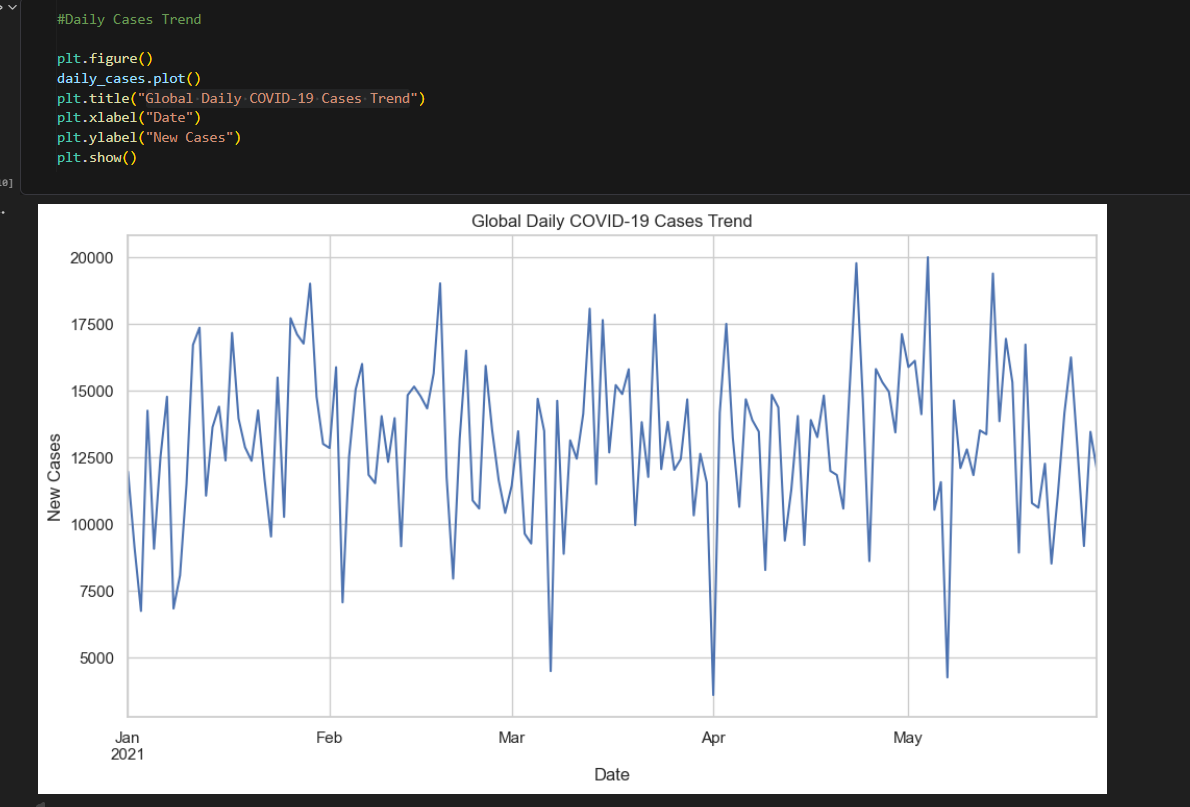 #Daily Cases Trend
plt.figure()
daily_cases.plot()
plt.title("Global Daily COVID-19 Cases Trend")
plt.xlabel("Date")
plt.ylabel("New Cases")
plt.show()
Global Daily COVID-19 Cases Trend
20000
17500
15000
12500
10000
7500
5000
New Cases
Jan Feb Mar Apr May
2021
Date